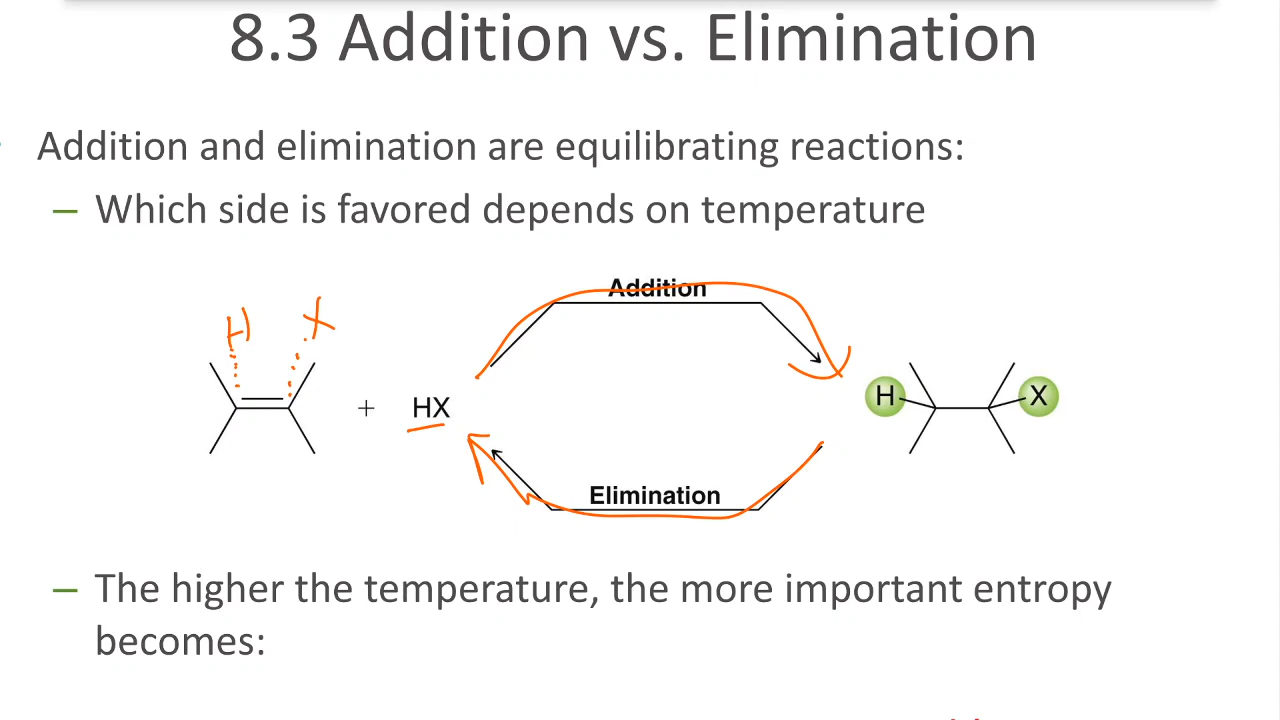 8.3 Addition vs. Elimination
Addition and elimination are equilibrating reactions:
– Which side is favored depends on temperature
Addition
H X
+ HX
H X
Elimination
– The higher the temperature, the more important entropy
becomes: